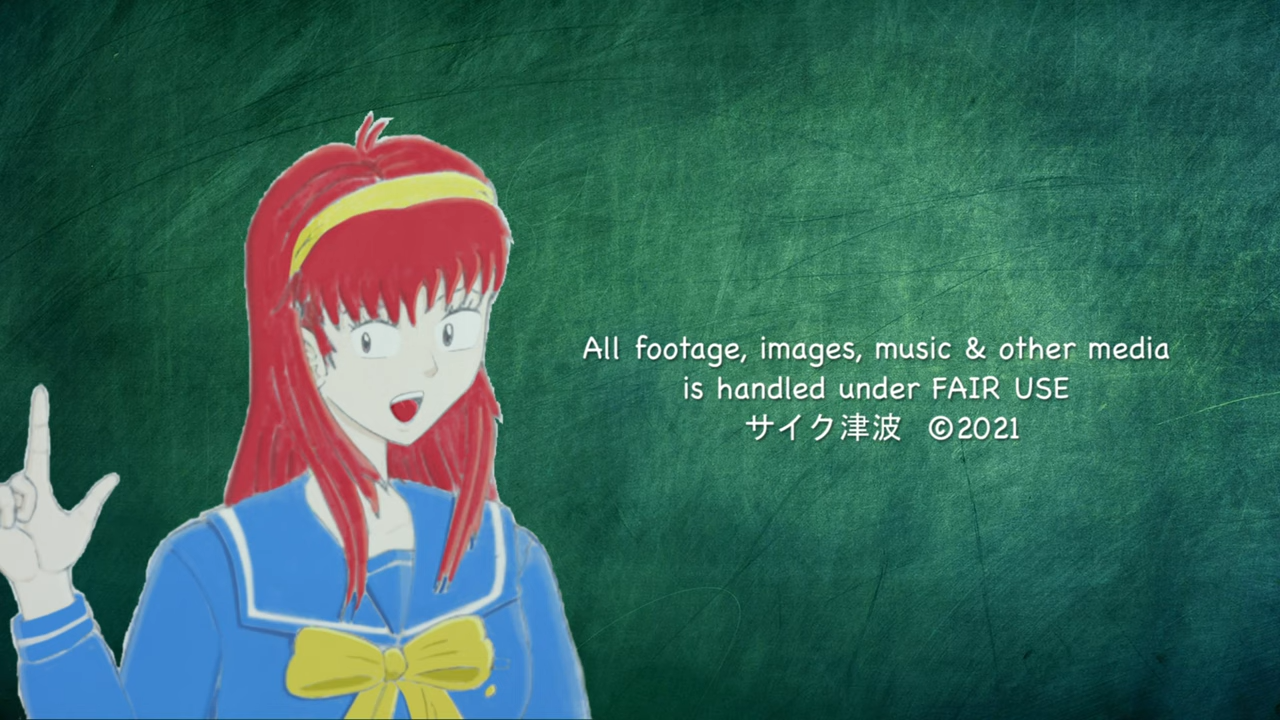 All footage, images, music & other media
is handled under FAIR USE
サイク津波 ©2021